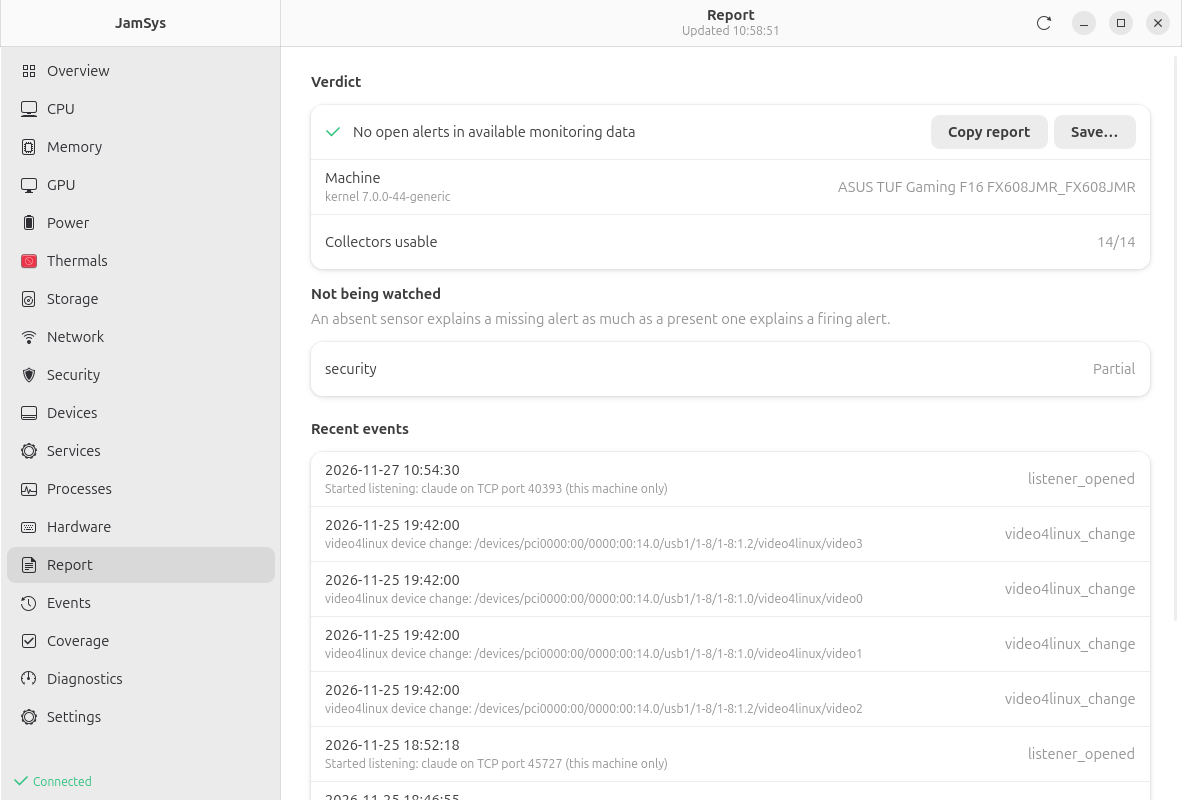 JamSys
Report
Updated 10:58:51
Overview
CPU
Memory
GPU
Power
Thermals
Storage
Network
Security
Devices
Services
Processes
Hardware
Report
Events
Coverage
Diagnostics
Settings
Connected
Verdict
No open alerts in available monitoring data
Copy report
Save…
Machine
kernel 7.0.0-44-generic
ASUS TUF Gaming F16 FX608JMR_FX608JMR
Collectors usable
14/14
Not being watched
An absent sensor explains a missing alert as much as a present one explains a firing alert.
security
Partial
Recent events
2026-11-27 10:54:30
Started listening: claude on TCP port 40393 (this machine only)
listener_opened
2026-11-25 19:42:00
video4linux device change: /devices/pci0000:00/0000:00:14.0/usb1/1-8/1-8:1.2/video4linux/video3
video4linux_change
2026-11-25 19:42:00
video4linux device change: /devices/pci0000:00/0000:00:14.0/usb1/1-8/1-8:1.0/video4linux/video0
video4linux_change
2026-11-25 19:42:00
video4linux device change: /devices/pci0000:00/0000:00:14.0/usb1/1-8/1-8:1.0/video4linux/video1
video4linux_change
2026-11-25 19:42:00
video4linux device change: /devices/pci0000:00/0000:00:14.0/usb1/1-8/1-8:1.2/video4linux/video2
video4linux_change
2026-11-25 18:52:18
Started listening: claude on TCP port 45727 (this machine only)
listener_opened
2026-11-25 18:46:55